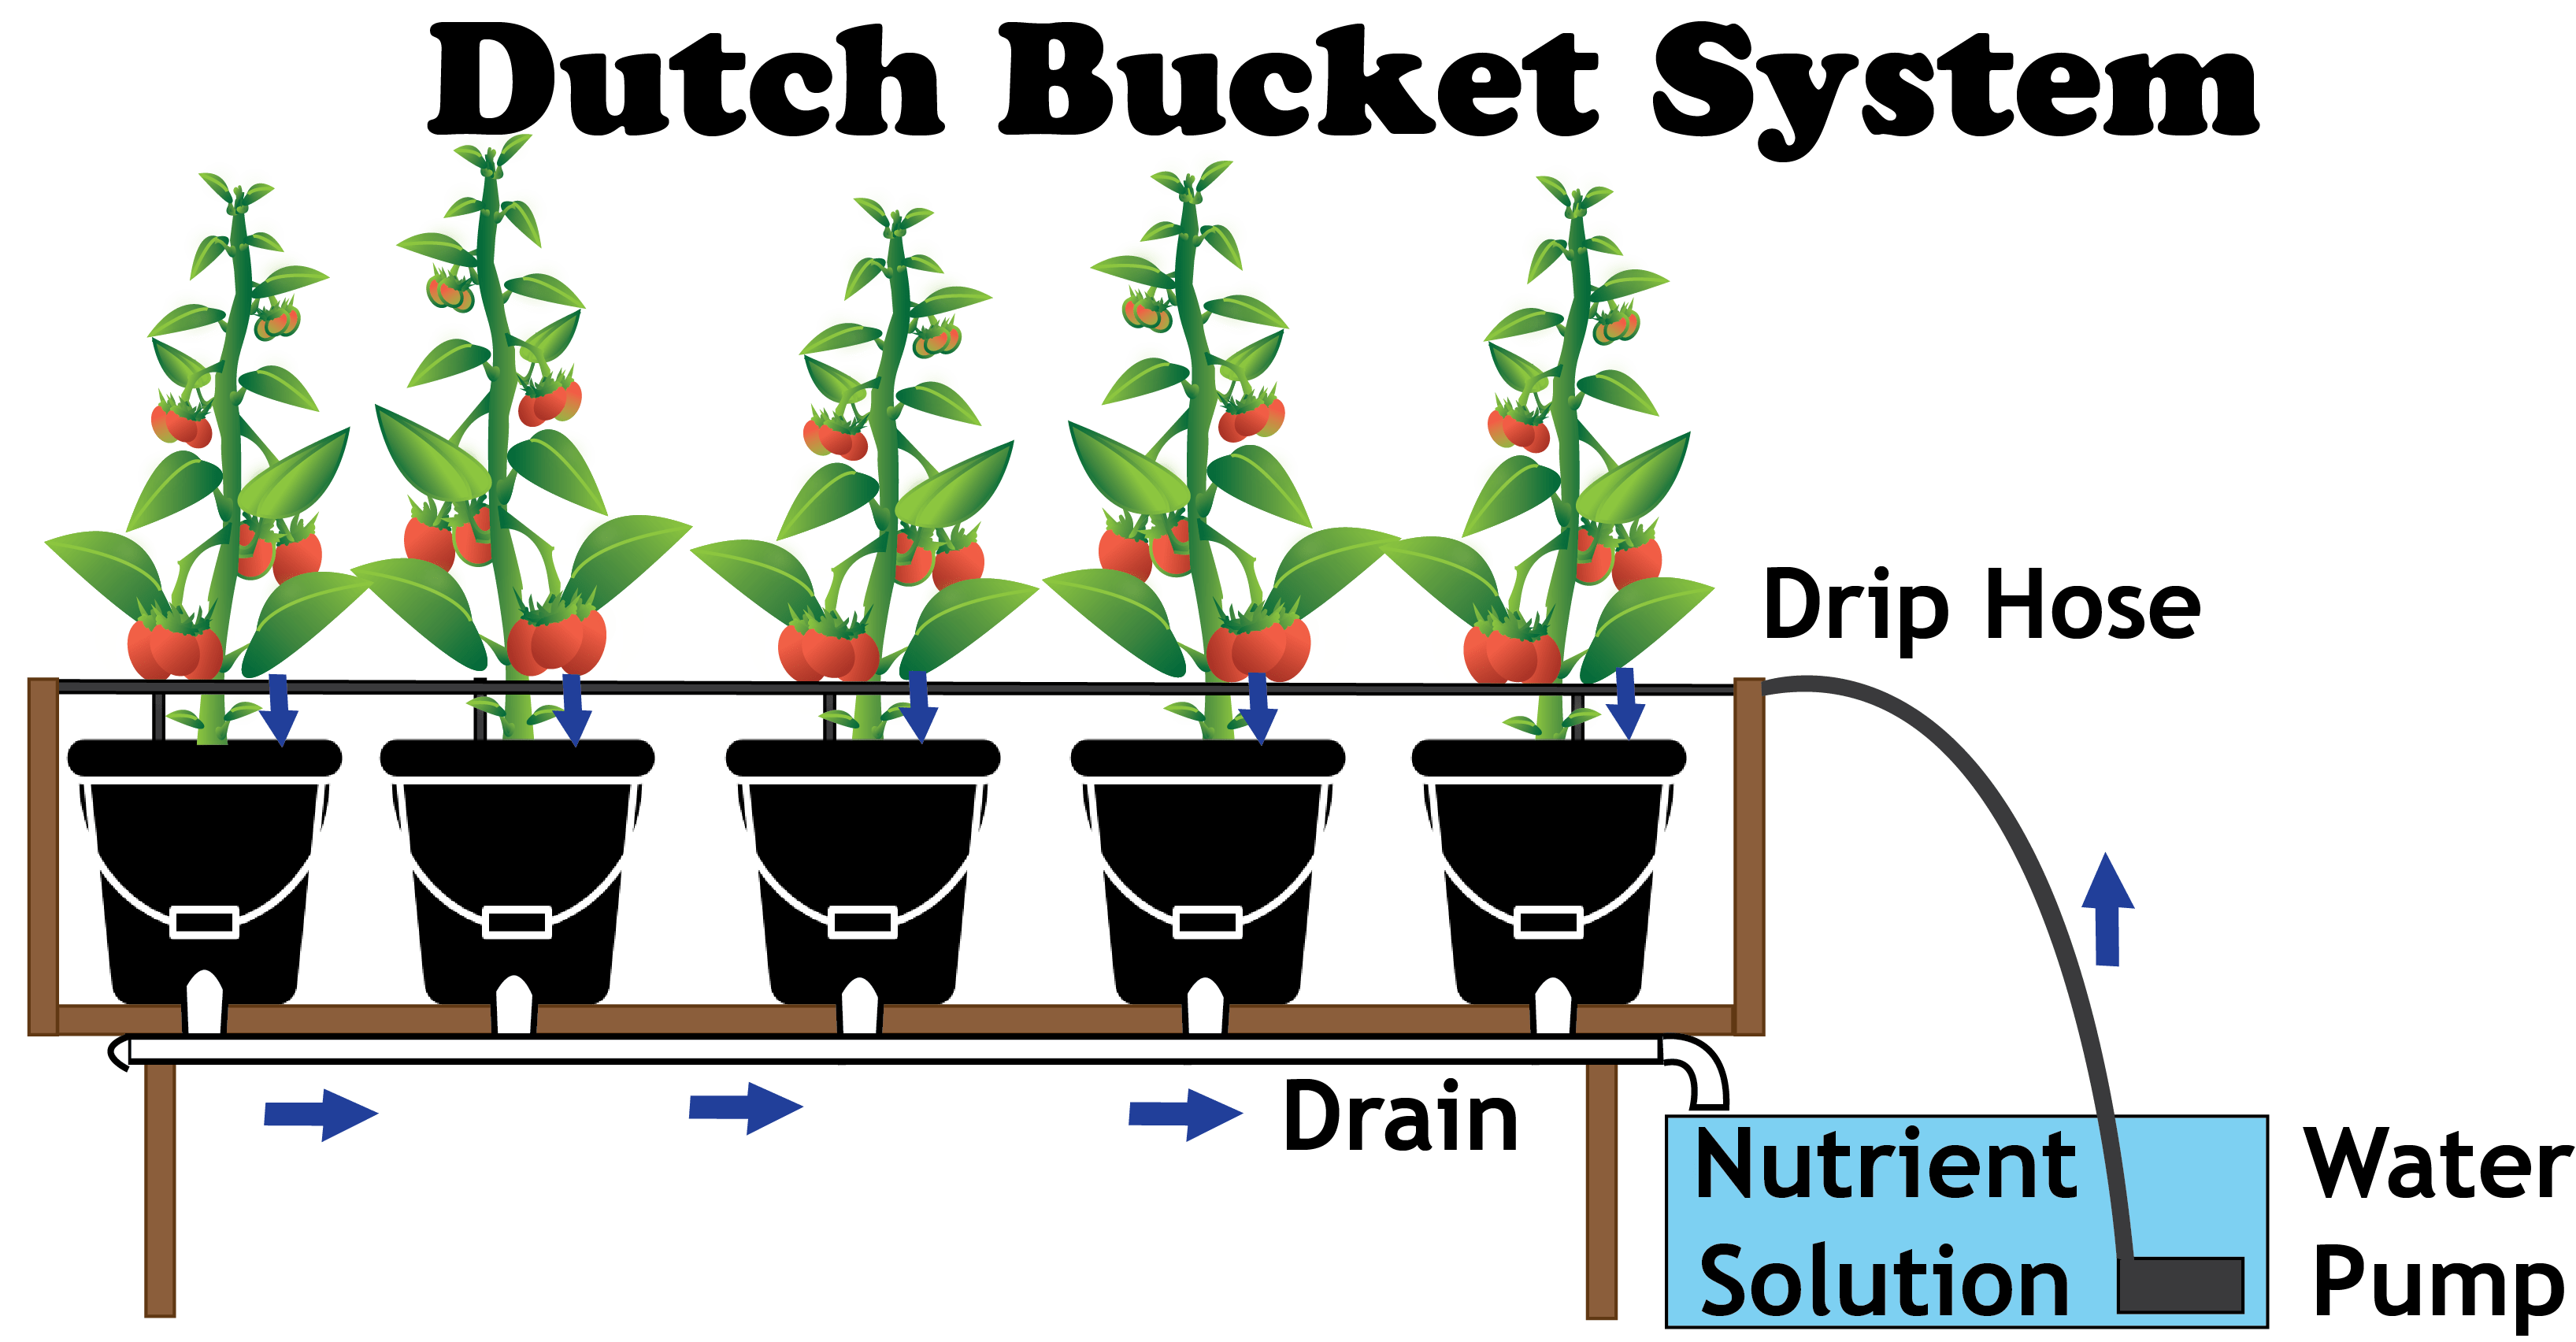 Dutch Bucket System
Drip Hose
Drain
Nutrient
Solution
Water
Pump